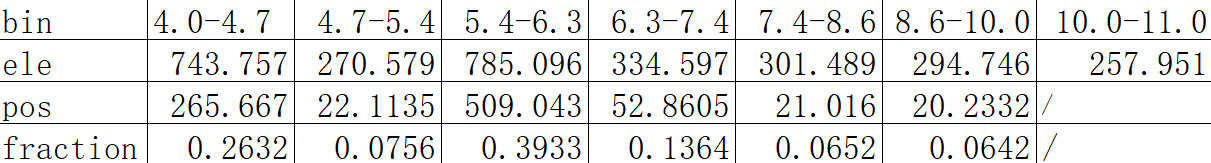 bin 4.0-4.7 4.7-5.4 5.4-6.3 6.3-7.4 7.4-8.6 8.6-10.0 10.0-11.0
ele 743.757 270.579 785.096 334.597 301.489 294.746 257.951
pos 265.667 22.1135 509.043 52.8605 21.016 20.2332 /
fraction 0.2632 0.0756 0.3933 0.1364 0.0652 0.0642 /